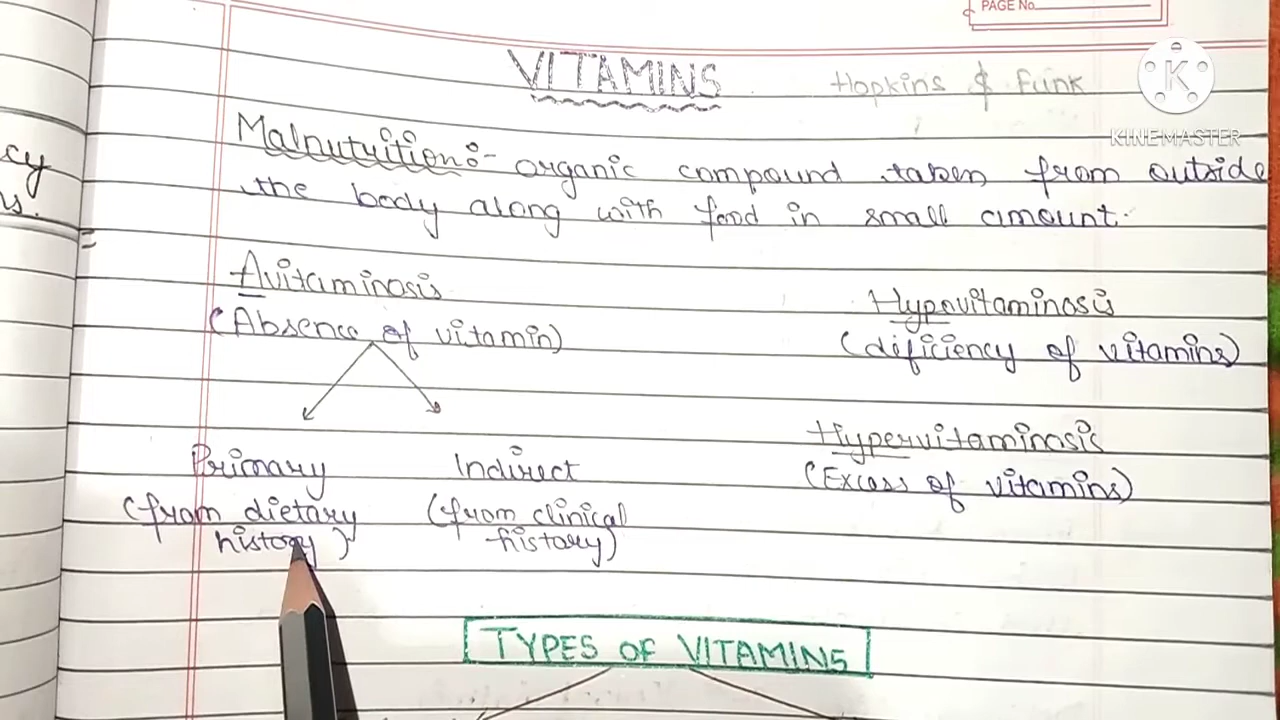 PAGE No.
VITAMINS
Hopkins & Funk
KINEMASTER
Malnutrition:- organic compound taken from outside
the body along with food in small amount.
cy
s.
Avitaminosis
(Absence of vitamin)
Hypovitaminosis
(dificiency of vitamins)
Primary
(from dietary
history)
Indirect
(from clinical
history)
Hypervitaminosis
(Excess of vitamins)
TYPES OF VITAMINS